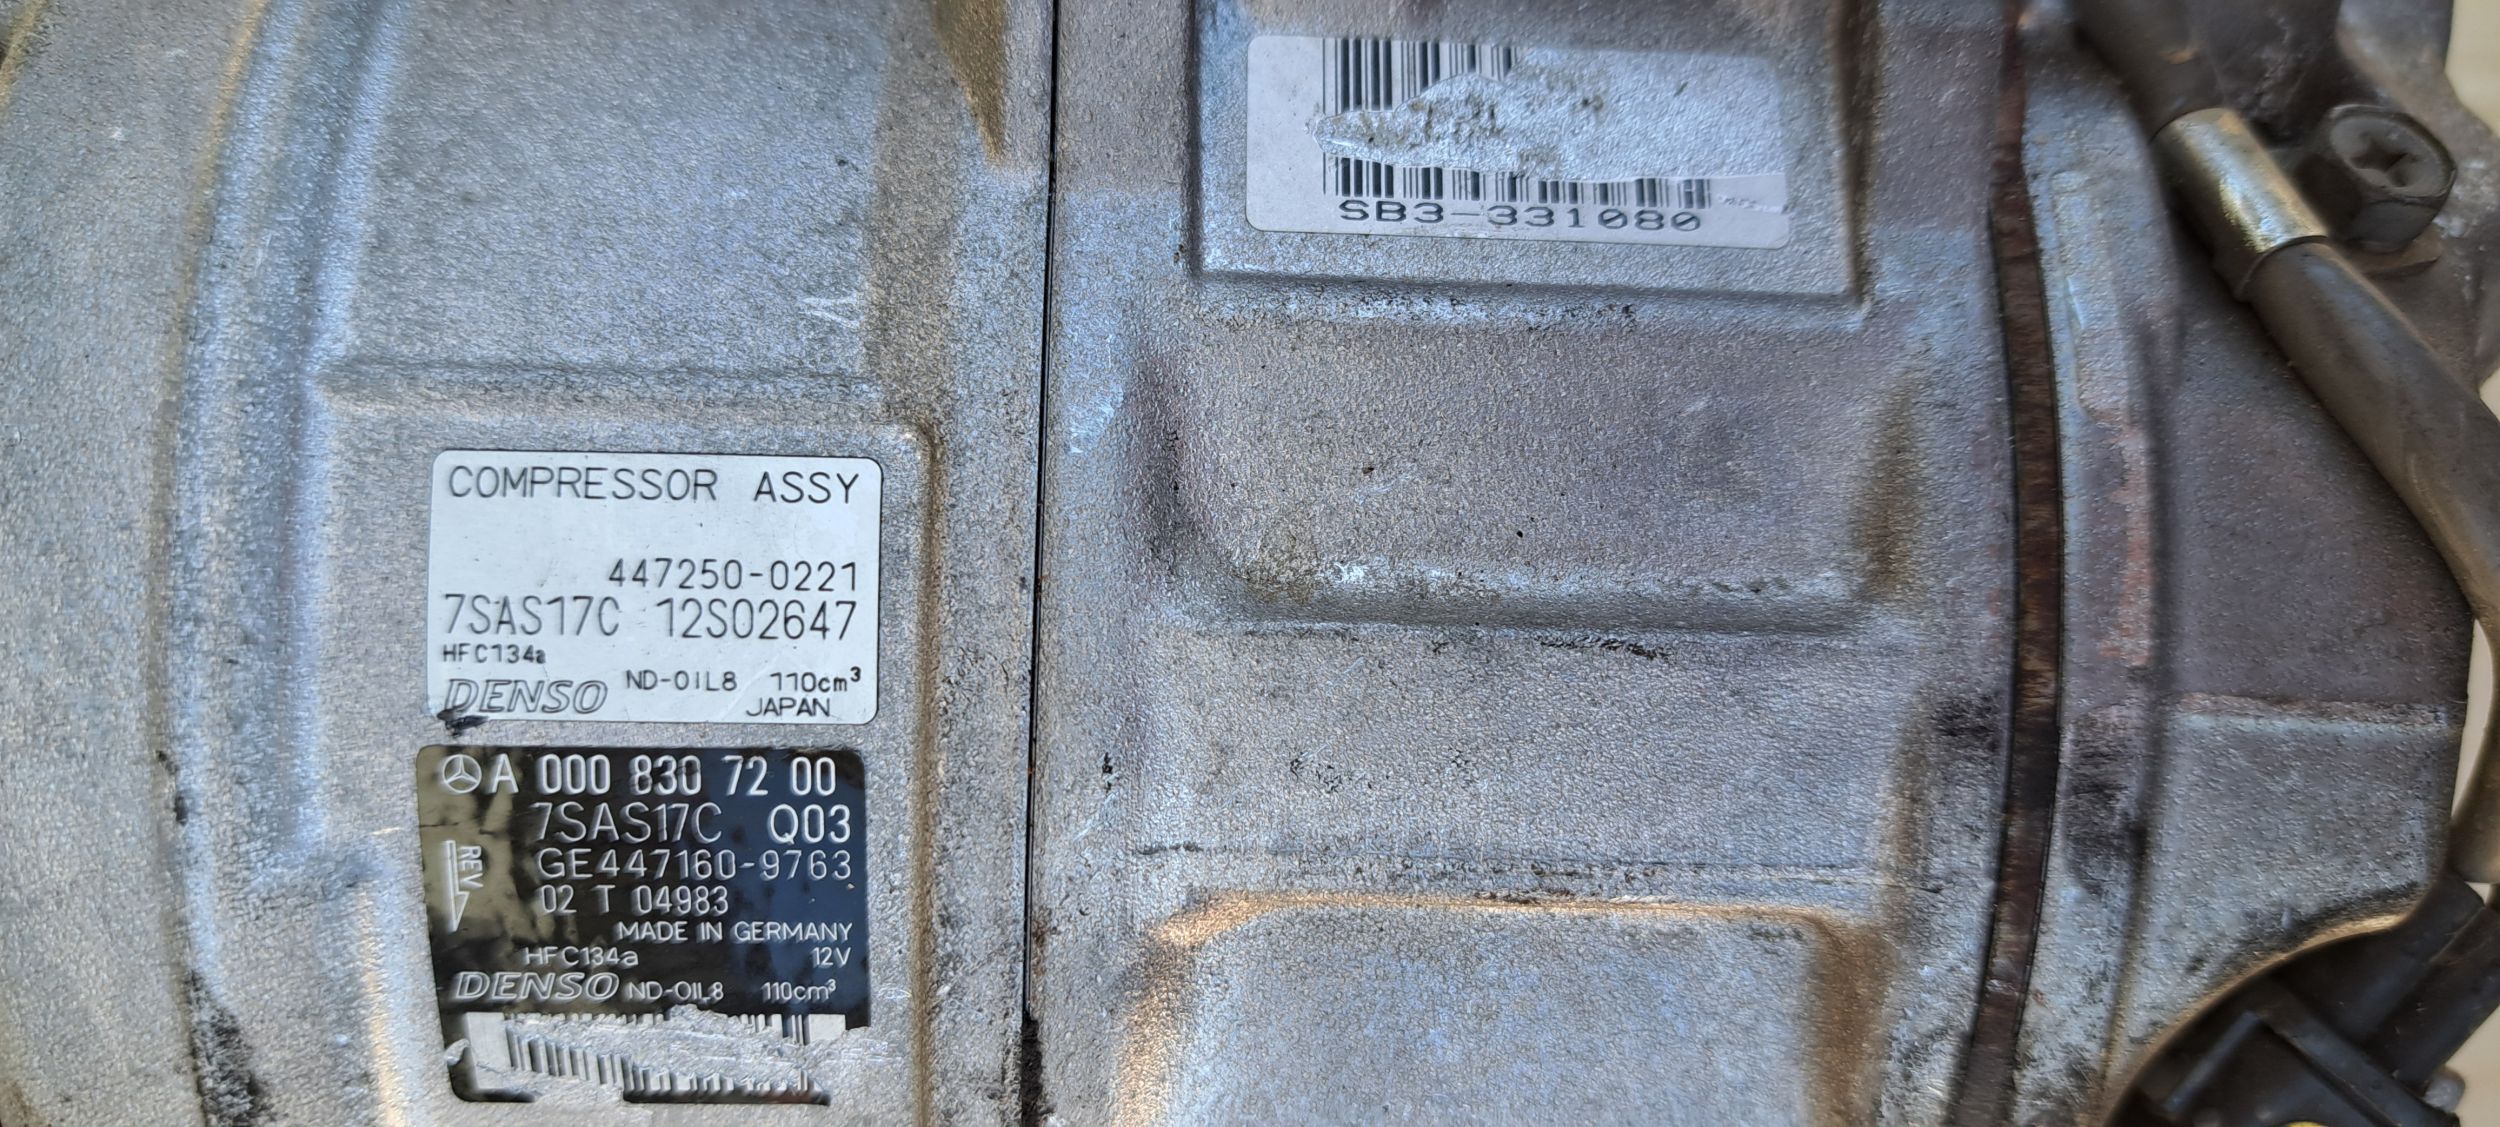 SB3-331080
COMPRESSOR ASSY
447250-0221
7SAS17C 12S02647
HFC134a
ND-OIL8 110cm³
DENSO
JAPAN
A 000 830 72 00
7SAS17C Q03
REV
GE447160-9763
02 T 04983
MADE IN GERMANY
HFC134a 12V
DENSO ND-OIL8 110cm³